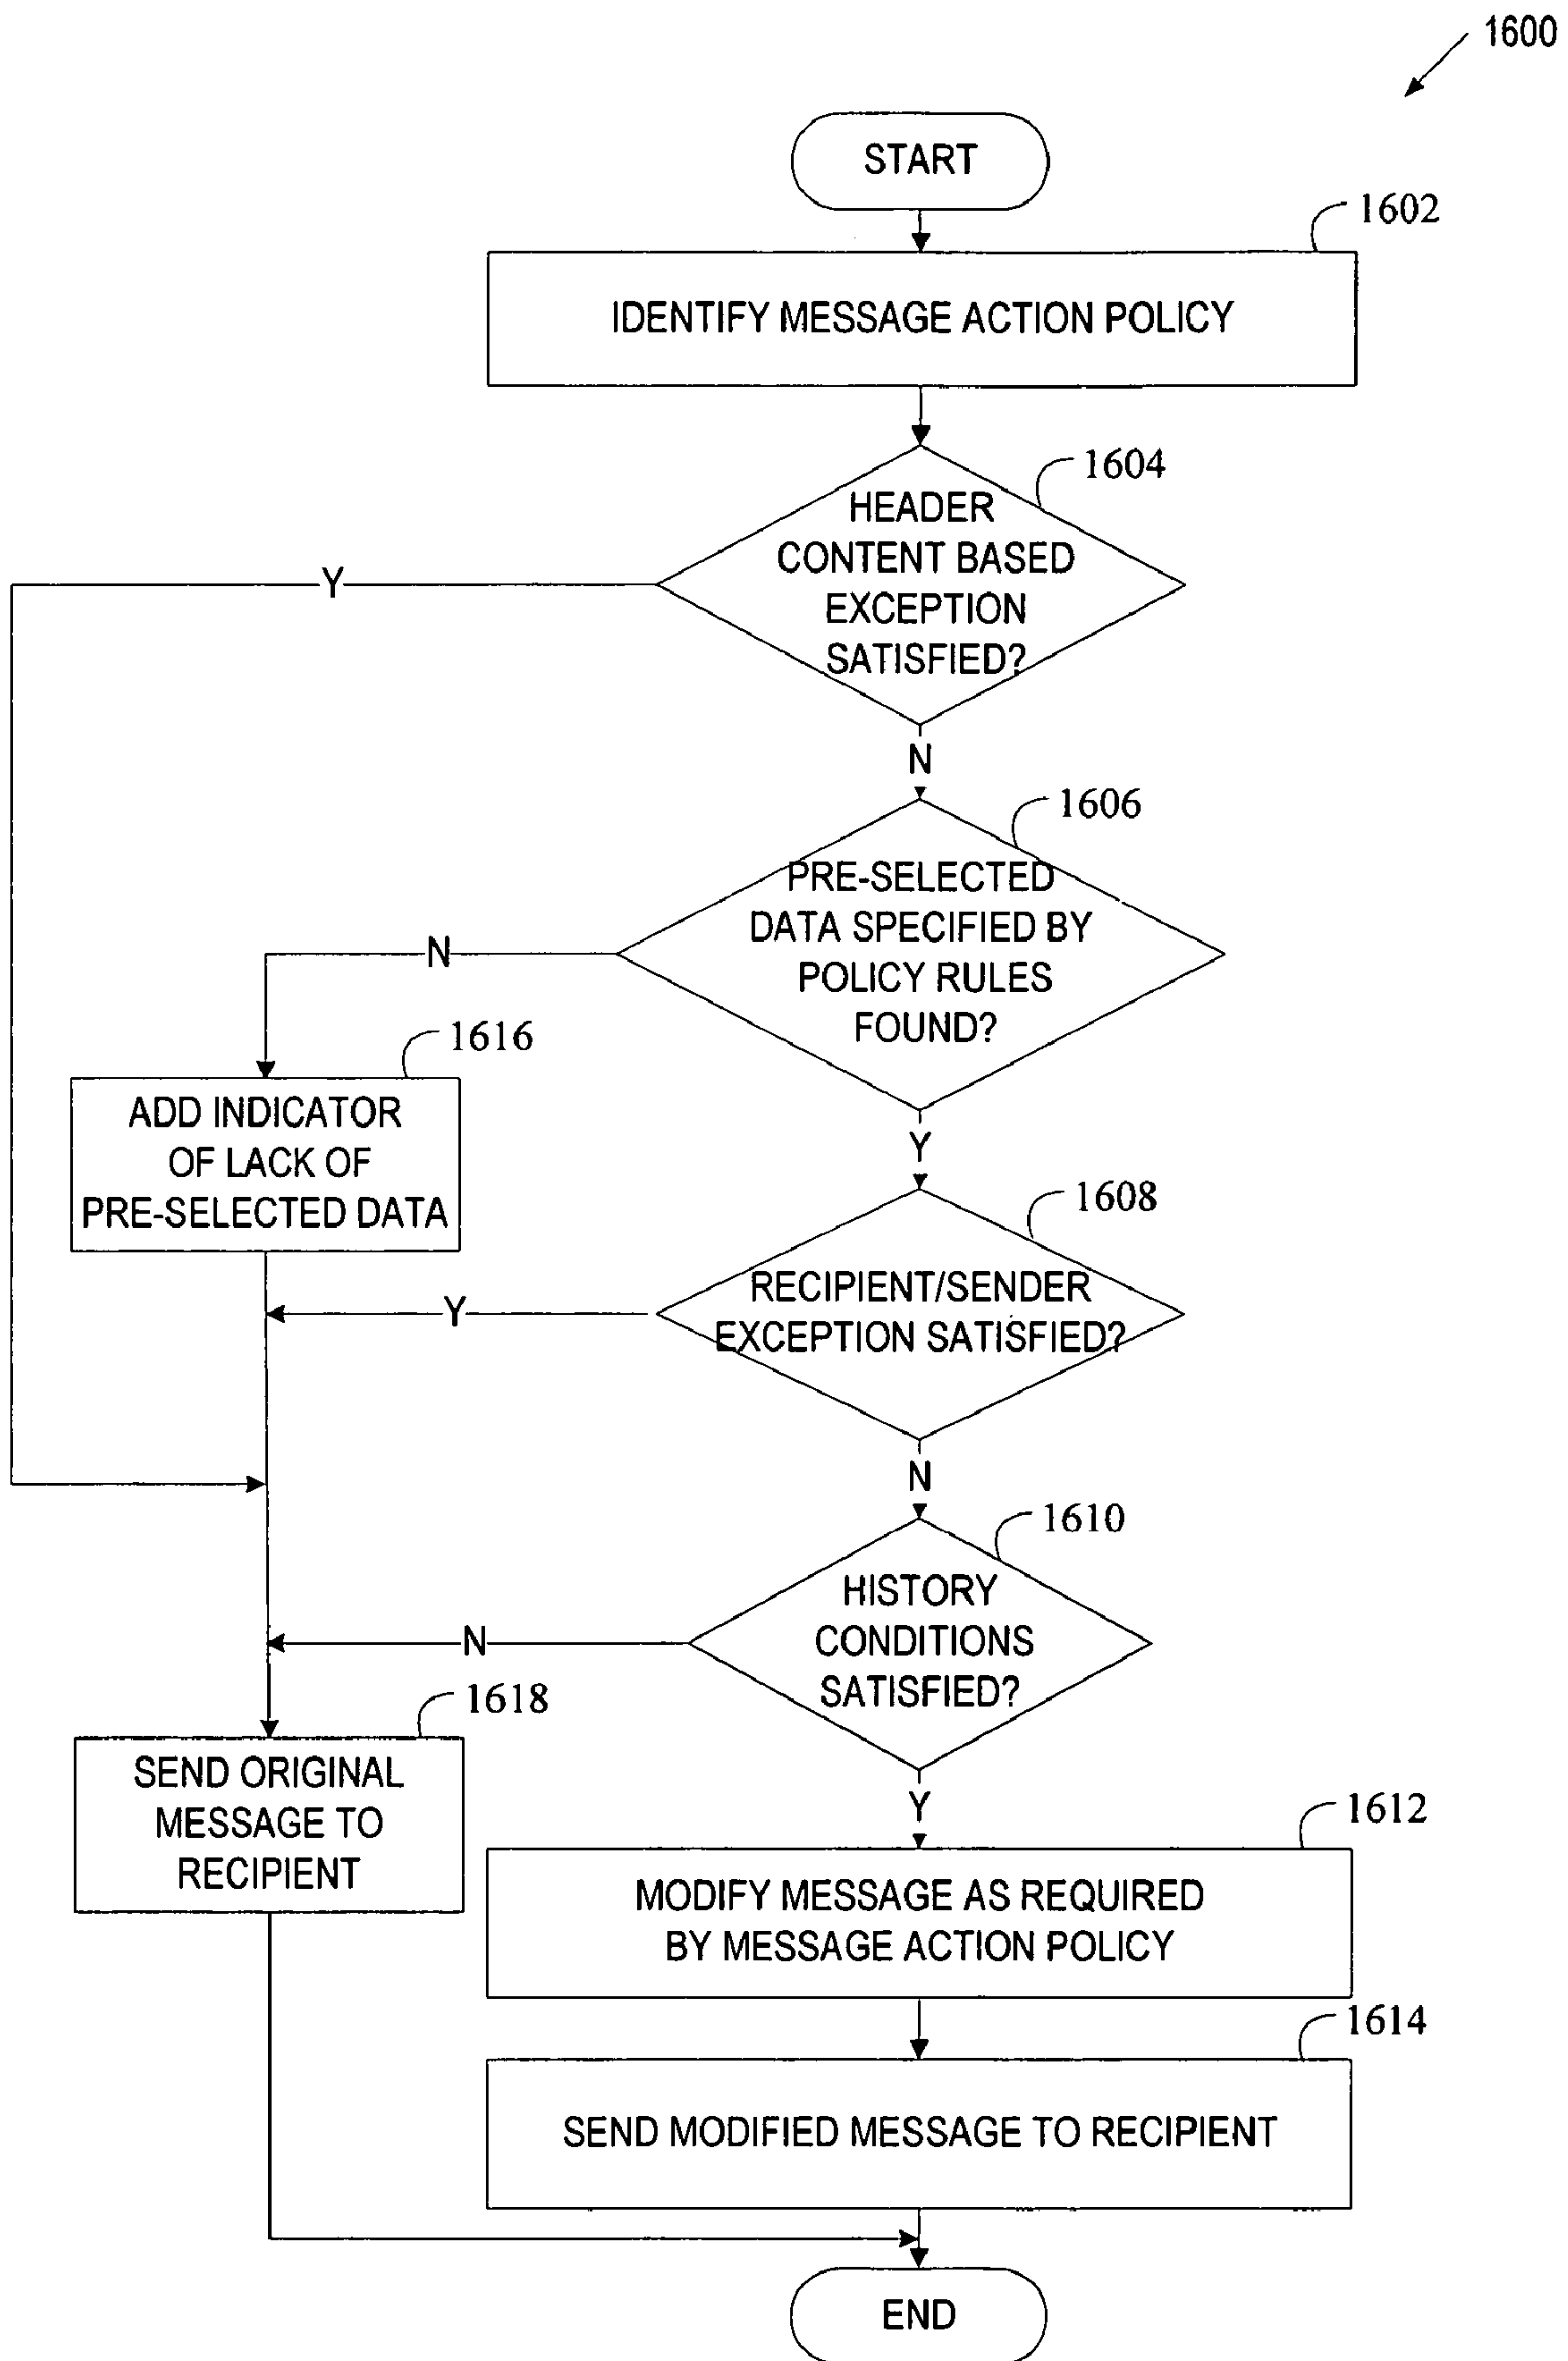 1600
START
1602
IDENTIFY MESSAGE ACTION POLICY
1604
HEADER
CONTENT BASED
EXCEPTION
SATISFIED?
Y
N
1606
PRE-SELECTED
DATA SPECIFIED BY
POLICY RULES
FOUND?
N
1616
ADD INDICATOR
OF LACK OF
PRE-SELECTED DATA
Y
1608
RECIPIENT/SENDER
EXCEPTION SATISFIED?
Y
N
1610
HISTORY
CONDITIONS
SATISFIED?
N
1618
SEND ORIGINAL
MESSAGE TO
RECIPIENT
Y
1612
MODIFY MESSAGE AS REQUIRED
BY MESSAGE ACTION POLICY
1614
SEND MODIFIED MESSAGE TO RECIPIENT
END